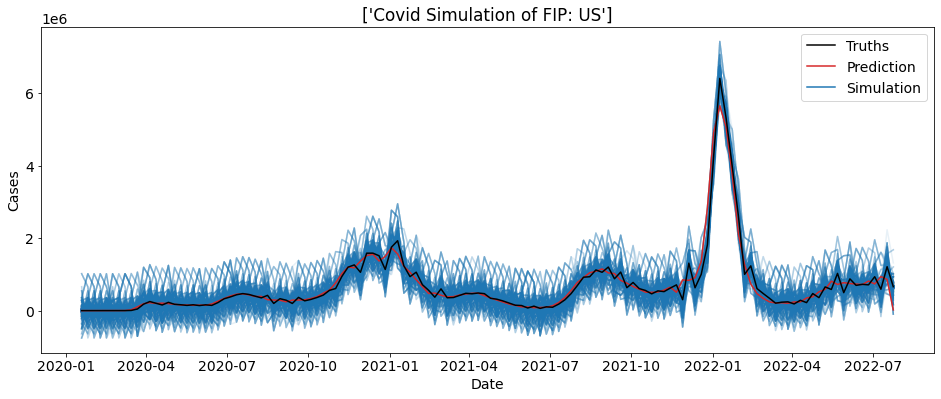 ['Covid Simulation of FIP: US']
1e6
Truths
Prediction
Simulation
6
4
2
0
Cases
2020-01 2020-04 2020-07 2020-10 2021-01 2021-04 2021-07 2021-10 2022-01 2022-04 2022-07
Date